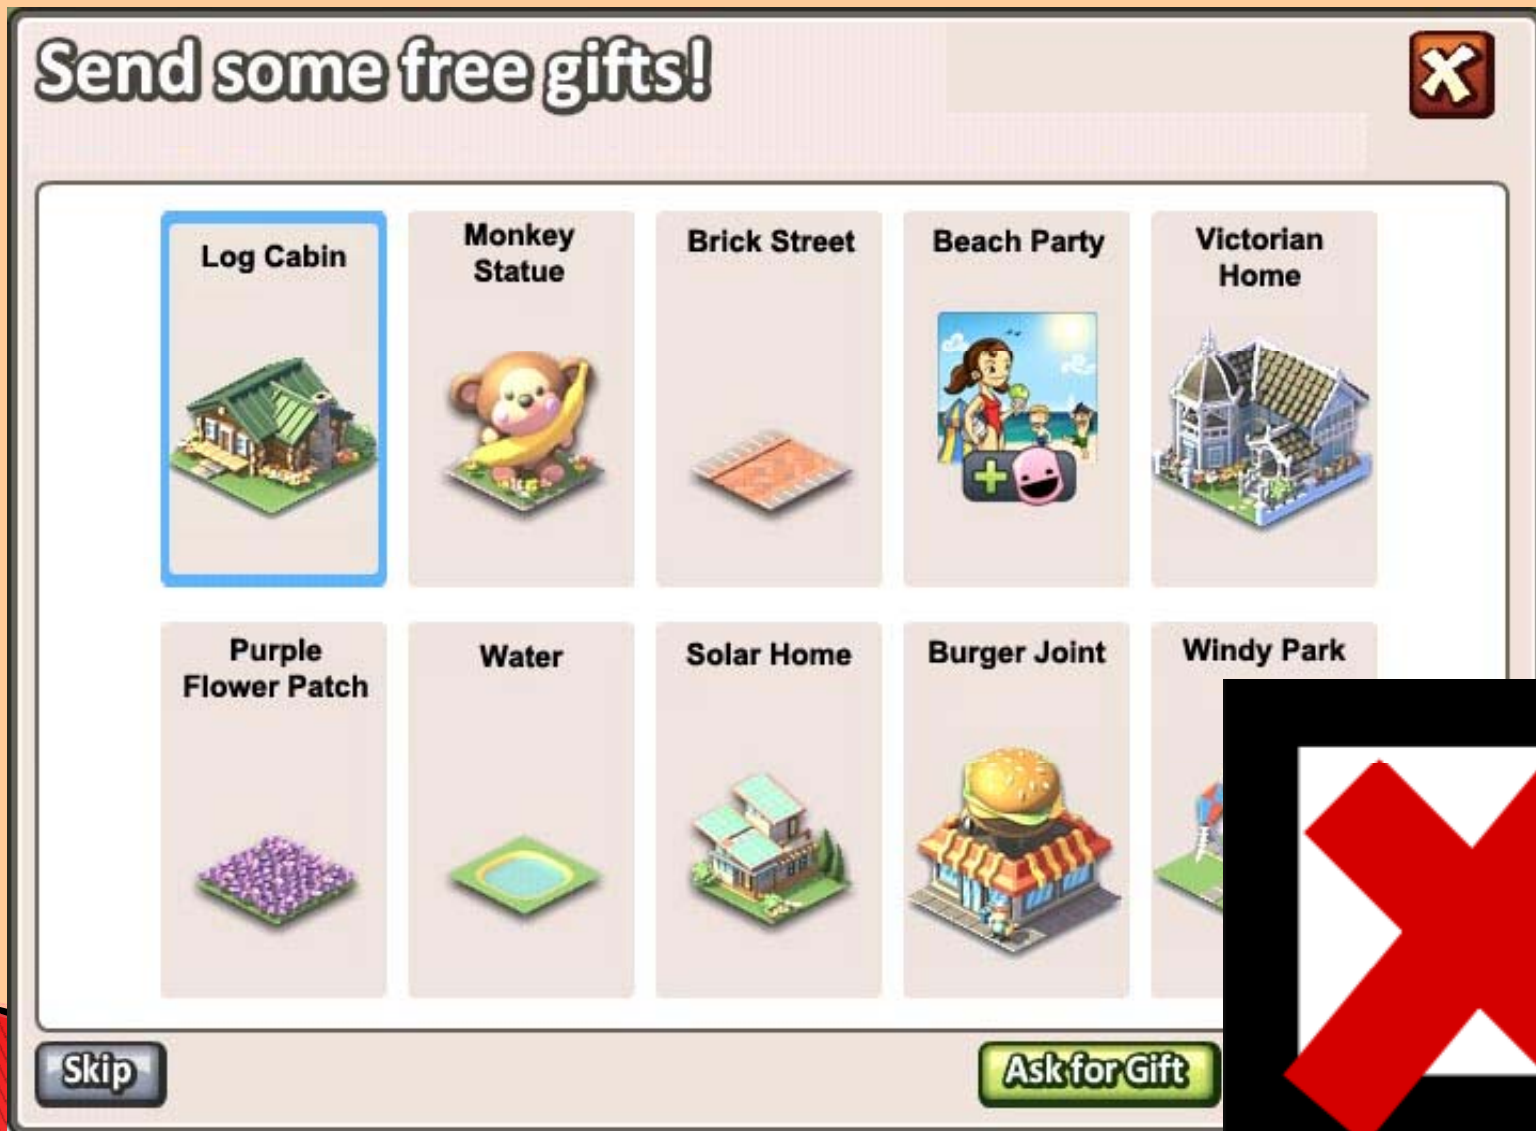 Send some free gifts!
Log Cabin
Monkey
Statue
Brick Street
Beach Party
Victorian
Home
Purple
Flower Patch
Water
Solar Home
Burger Joint
Windy Park
Skip
Ask for Gift